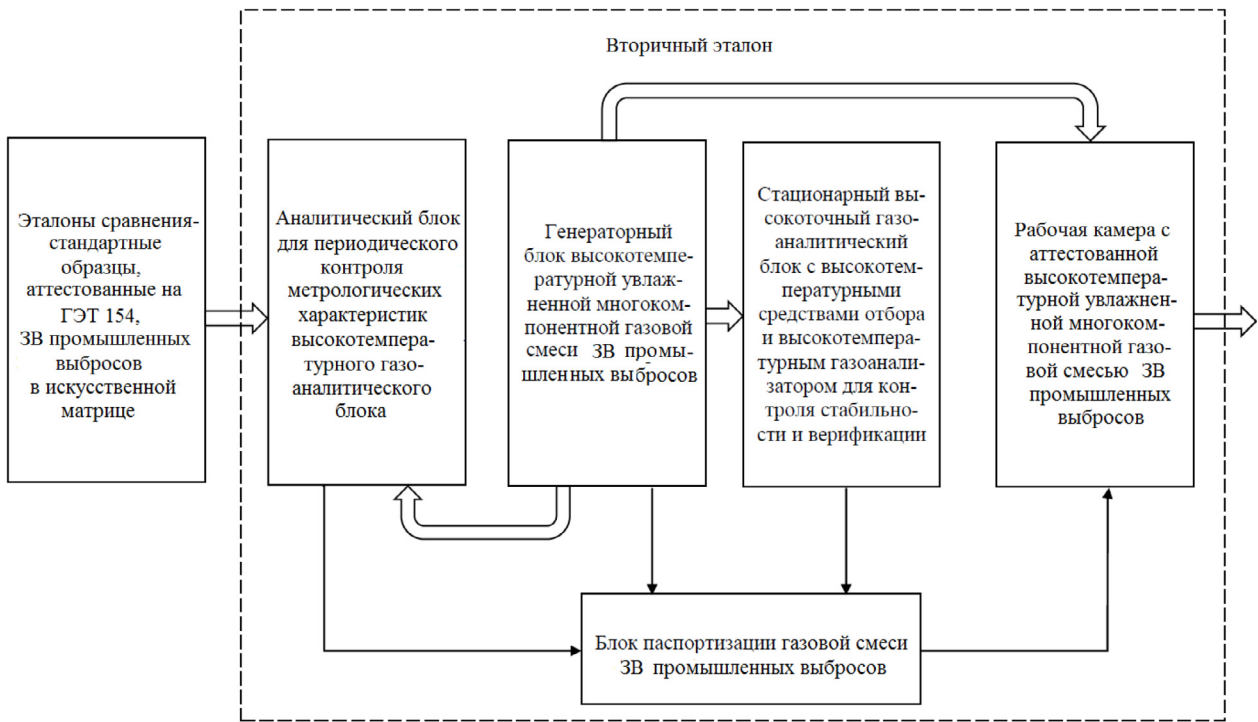 Вторичный эталон
Эталоны сравнения-
стандартные
образцы,
аттестованные на
ГЭТ 154,
ЗВ промышленных
выбросов
в искусственной
матрице
Аналитический блок
для периодического
контроля
метрологических
характеристик
высокотемпера-
турного газо-
аналитического
блока
Генераторный
блок высокотемпе-
ратурной увлаж-
ненной многоком-
понентной газовой
смеси ЗВ промы-
шленных выбросов
Стационарный вы-
сокоточный газо-
аналитический
блок с высокотем-
пературными
средствами отбора
и высокотемпера-
турным газоанали-
затором для кон-
троля стабильно-
сти и верификации
Рабочая камера с
аттестованной
высокотемпера-
турной увлажнен-
ной многоком-
понентной газо-
вой смесью ЗВ
промышленных
выбросов
Блок паспортизации газовой смеси
ЗВ промышленных выбросов